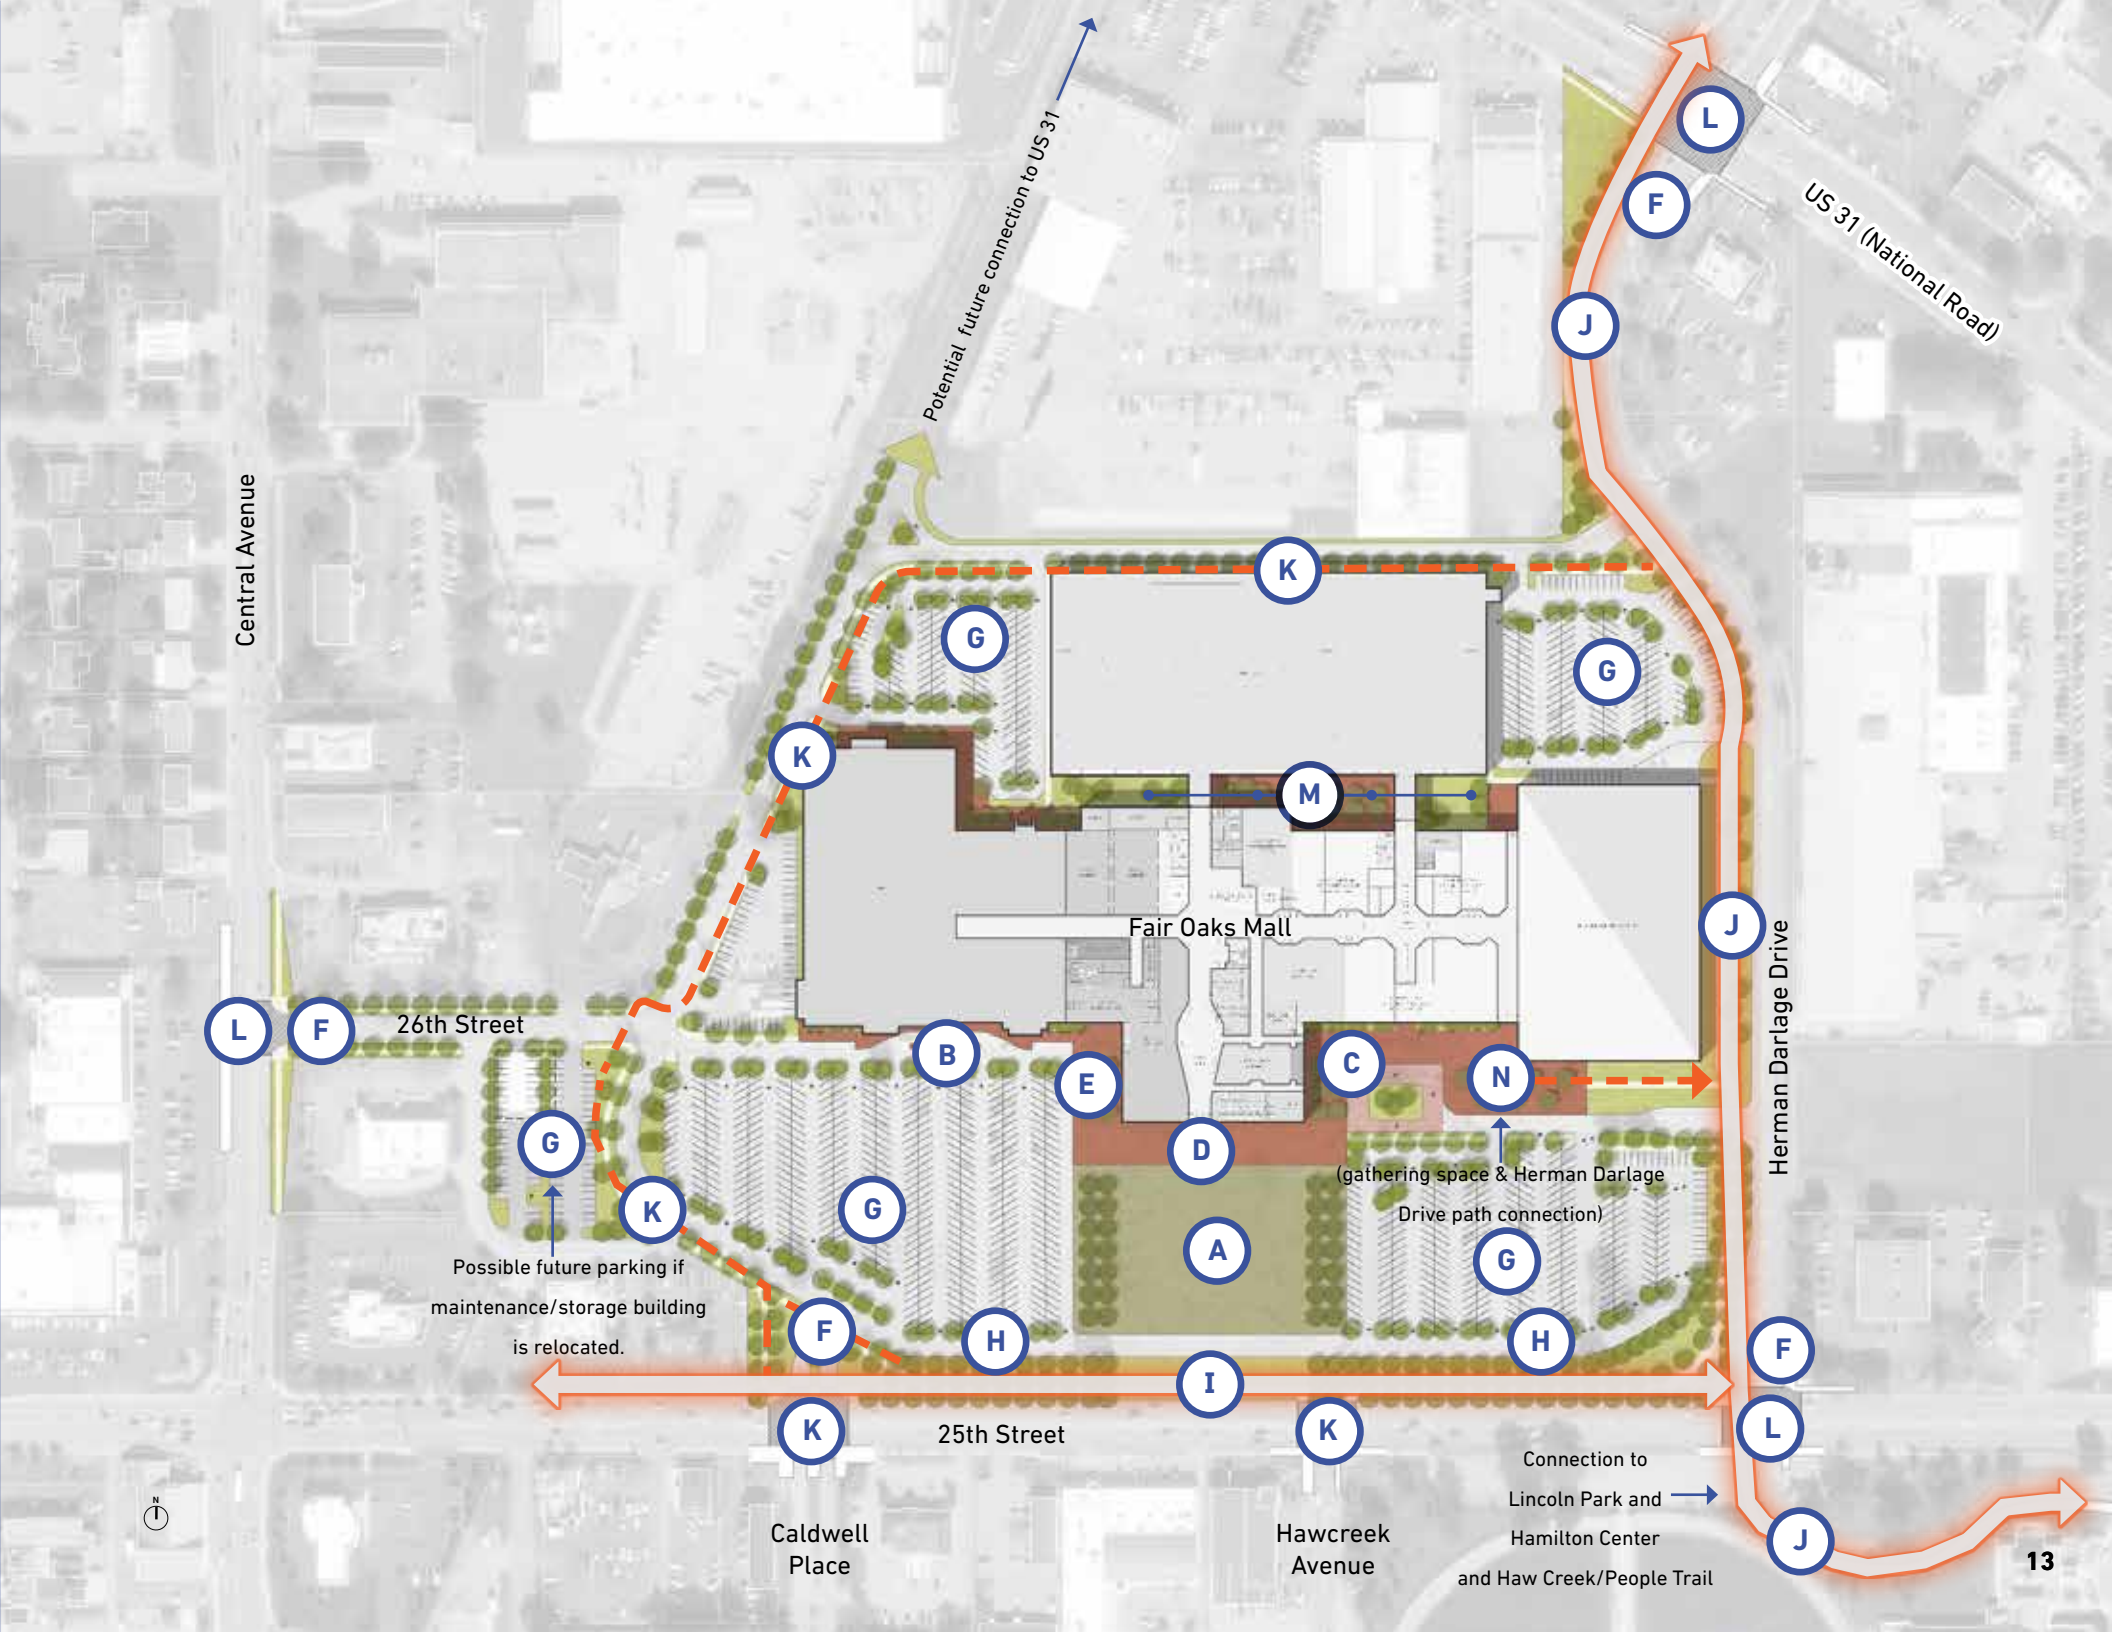 Potential future connection to US 31
L
F
US 31 (National Road)
J
Central Avenue
K
G
G
K
M
Fair Oaks Mall
J
Herman Darlage Drive
L
F
26th Street
B
E
C
N
G
D
(gathering space & Herman Darlage
Drive path connection)
K
G
A
G
Possible future parking if
maintenance/storage building
is relocated.
F
H
H
F
I
K
25th Street
K
L
Connection to
Lincoln Park and
Hamilton Center
and Haw Creek/People Trail
N
Caldwell
Place
Hawcreek
Avenue
J
13